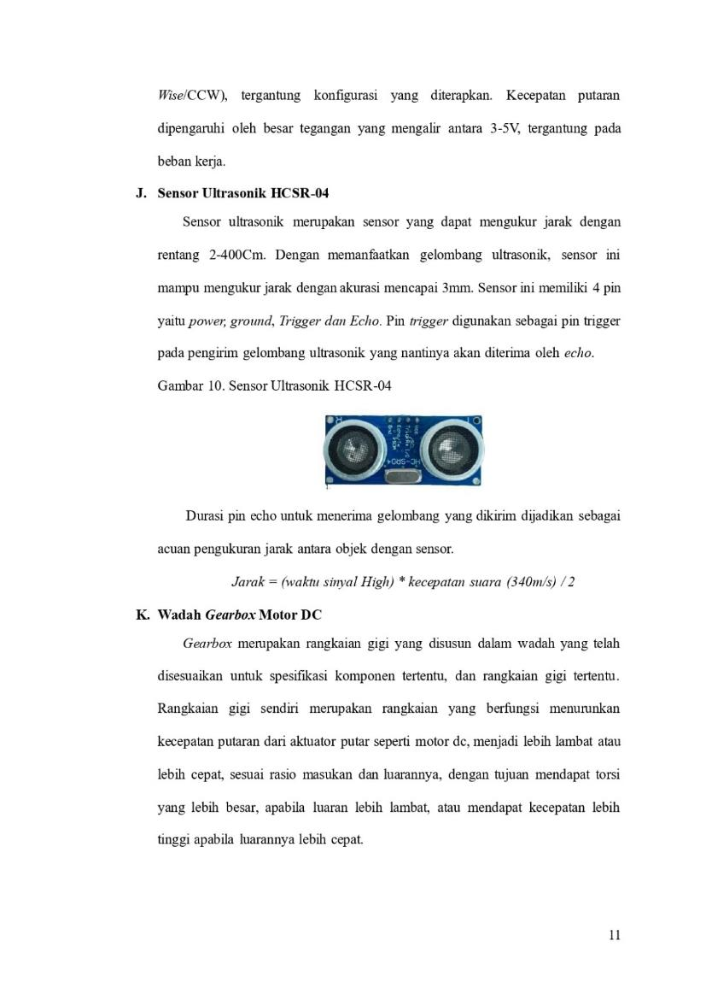 Wise/CCW), tergantung konfigurasi yang diterapkan. Kecepatan putaran
dipengaruhi oleh besar tegangan yang mengalir antara 3-5V, tergantung pada
beban kerja.
J. Sensor Ultrasonik HCSR-04
Sensor ultrasonik merupakan sensor yang dapat mengukur jarak dengan
rentang 2-400Cm. Dengan memanfaatkan gelombang ultrasonik, sensor ini
mampu mengukur jarak dengan akurasi mencapai 3mm. Sensor ini memiliki 4 pin
yaitu power, ground, Trigger dan Echo. Pin trigger digunakan sebagai pin trigger
pada pengirim gelombang ultrasonik yang nantinya akan diterima oleh echo.
Gambar 10. Sensor Ultrasonik HCSR-04
HC-SR04
Durasi pin echo untuk menerima gelombang yang dikirim dijadikan sebagai
acuan pengukuran jarak antara objek dengan sensor.
Jarak = (waktu sinyal High) * kecepatan suara (340m/s) / 2
K. Wadah Gearbox Motor DC
Gearbox merupakan rangkaian gigi yang disusun dalam wadah yang telah
disesuaikan untuk spesifikasi komponen tertentu, dan rangkaian gigi tertentu.
Rangkaian gigi sendiri merupakan rangkaian yang berfungsi menurunkan
kecepatan putaran dari aktuator putar seperti motor dc, menjadi lebih lambat atau
lebih cepat, sesuai rasio masukan dan luarannya, dengan tujuan mendapat torsi
yang lebih besar, apabila luaran lebih lambat, atau mendapat kecepatan lebih
tinggi apabila luarannya lebih cepat.
11